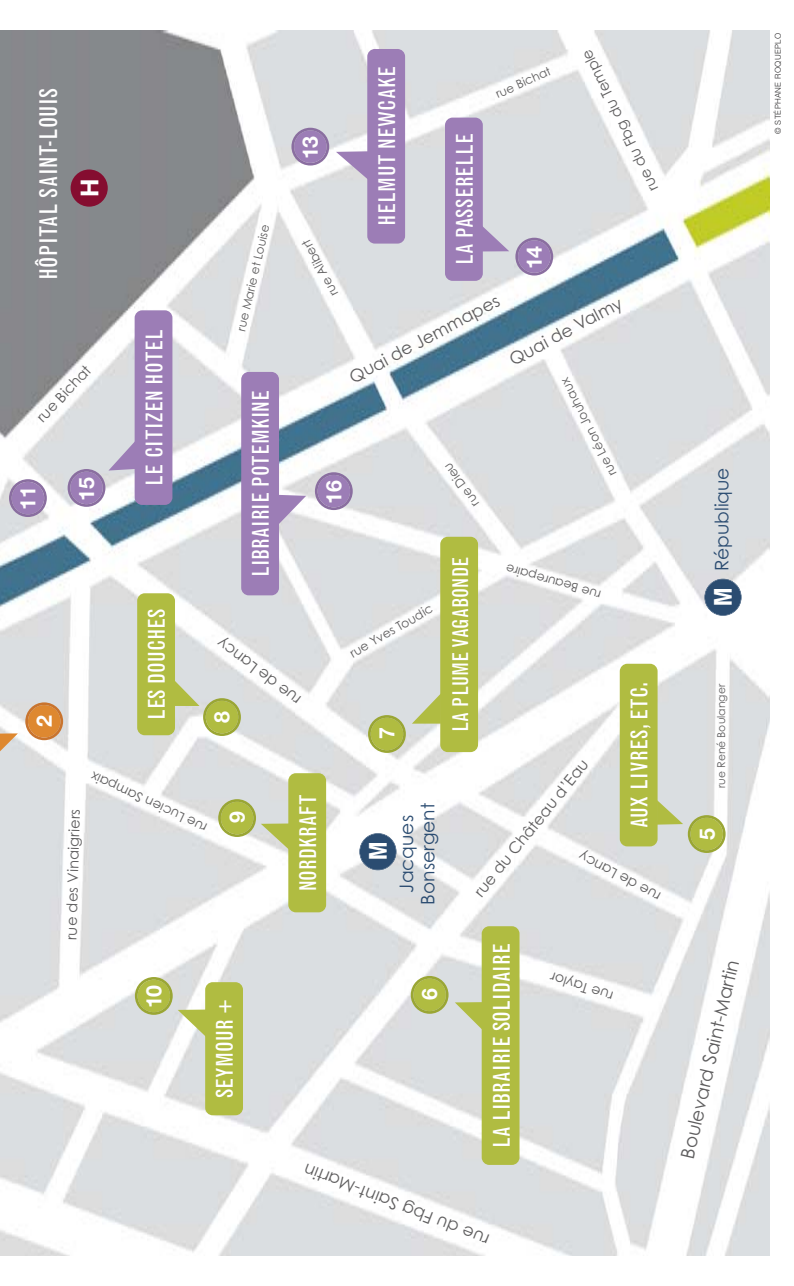 HÔPITAL SAINT-LOUIS
H
rue Bichat
rue Bichat
rue du Fbg du Temple
13
HELMUT NEWCAKE
LA PASSERELLE
14
rue Marie et Louise
rue Alibert
Quai de Jemmapes
Quai de Valmy
11
15
LE CITIZEN HOTEL
LIBRAIRIE POTEMKINE
16
rue Dieu
rue Léon Jouhaux
rue Beaurepaire
rue Yves Toudic
M
République
2
LES DOUCHES
8
rue de Lancy
7
LA PLUME VAGABONDE
AUX LIVRES, ETC.
5
rue René Boulanger
rue des Vinaigriers
rue Lucien Sampaix
9
NORDKRAFT
M
Jacques
Bonsergent
rue du Château d'Eau
rue de Lancy
10
SEYMOUR +
6
LA LIBRAIRIE SOLIDAIRE
rue Taylor
Boulevard Saint-Martin
rue du Fbg Saint-Martin
© STÉPHANE ROQUEPLO